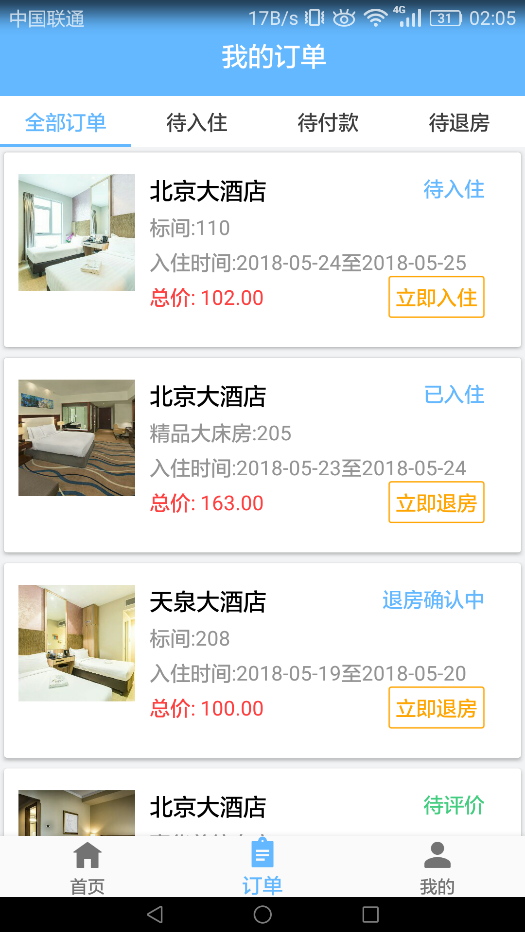 中国联通 17B/s 4G 31 02:05
我的订单
全部订单 待入住 待付款 待退房
北京大酒店 待入住
标间:110
入住时间:2018-05-24至2018-05-25
总价: 102.00 立即入住
北京大酒店 已入住
精品大床房:205
入住时间:2018-05-23至2018-05-24
总价: 163.00 立即退房
天泉大酒店 退房确认中
标间:208
入住时间:2018-05-19至2018-05-20
总价: 100.00 立即退房
北京大酒店 待评价
首页 订单 我的